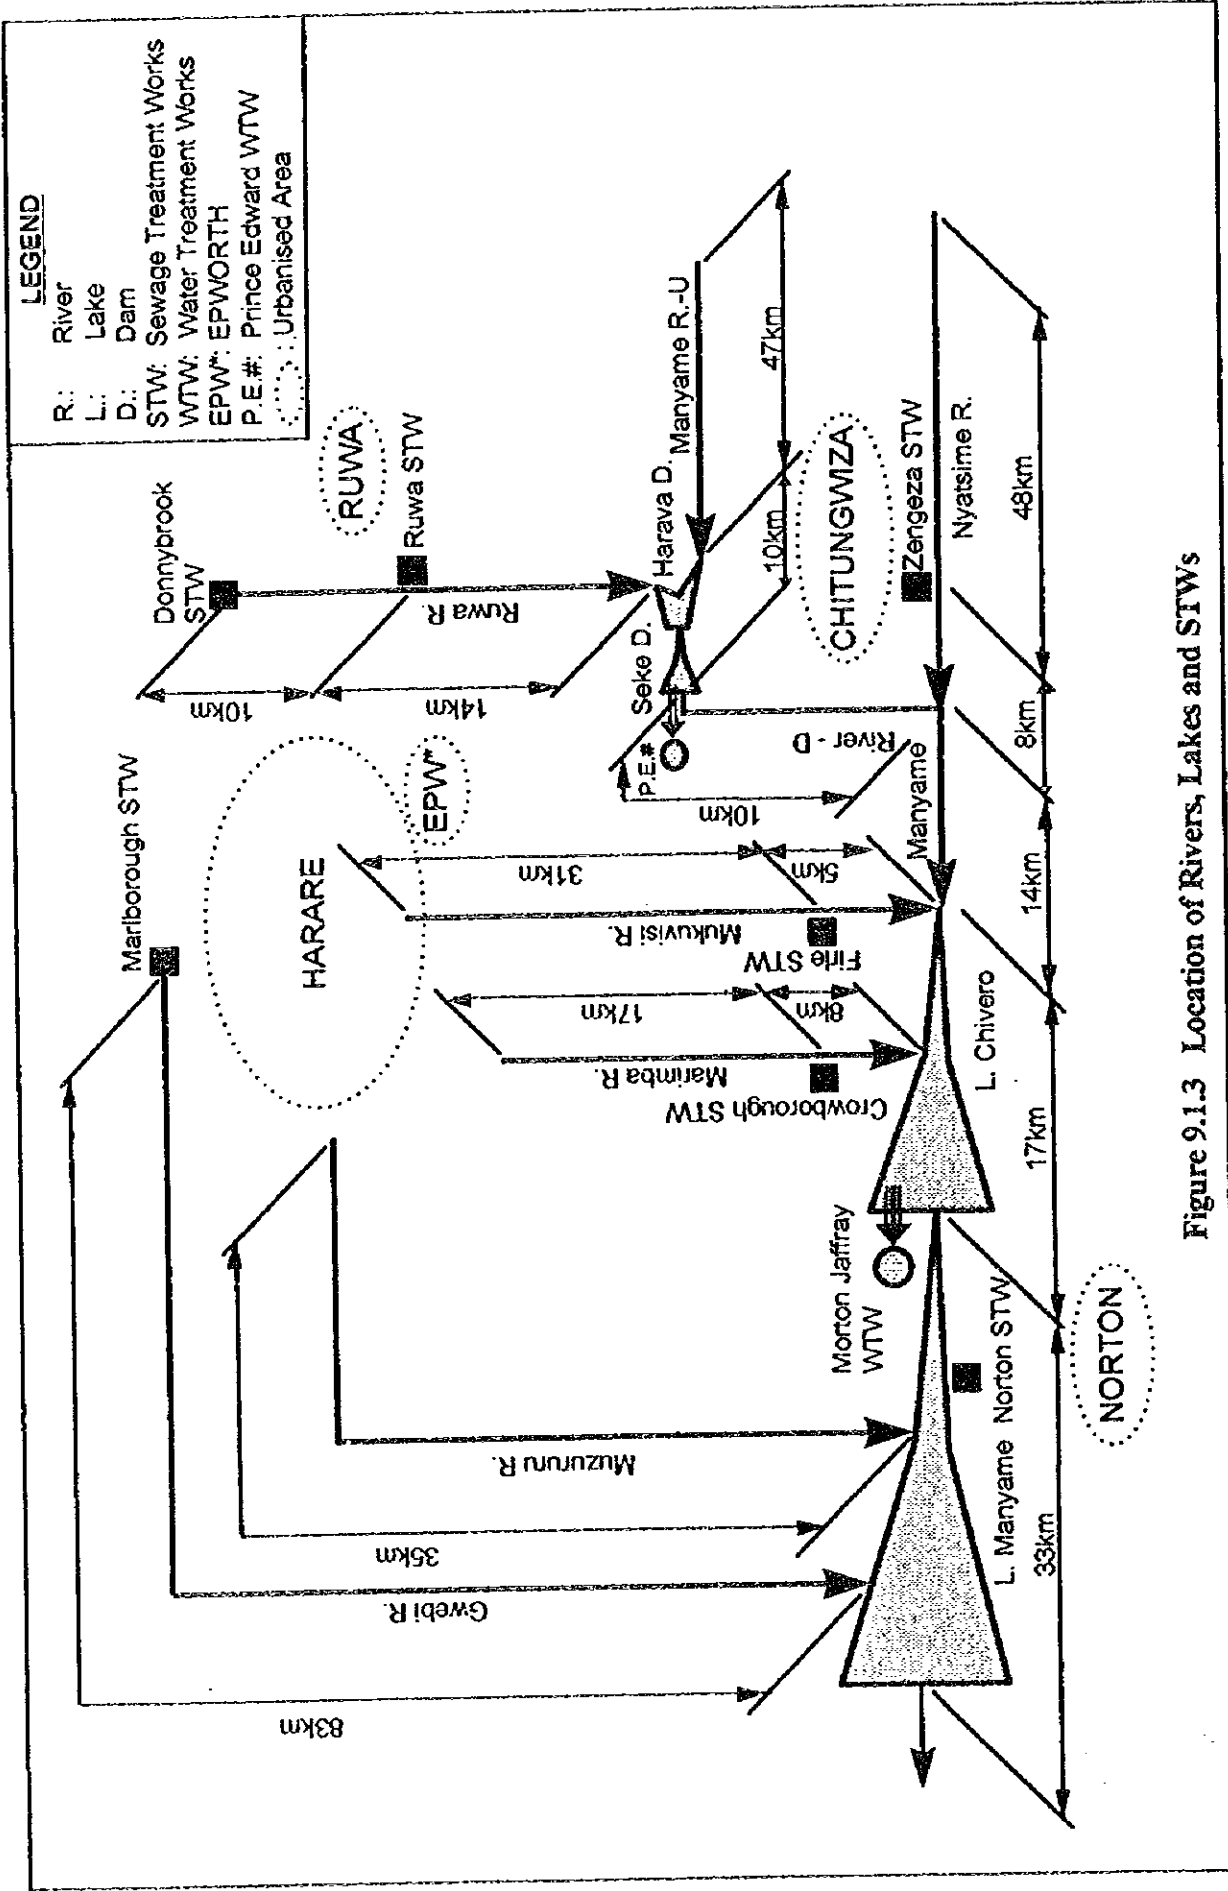 LEGEND
R.: River
L.: Lake
D.: Dam
STW: Sewage Treatment Works
WTW: Water Treatment Works
EPW*: EPWORTH
P.E.#: Prince Edward WTW
: Urbanised Area
Marlborough STW
Donnybrook
STW
RUWA
Ruwa STW
HARARE
EPW*
10km
14km
Ruwa R.
83km
35km
Gwebi R.
Muzururu R.
17km
8km
Marimba R.
Crowborough STW
31km
5km
Mukuvisi R.
Firle STW
Seke D.
Harava D.
Manyame R.-U
P.E.#
10km
River - D
10km
47km
CHITUNGWIZA
Morton Jaffray
WTW
Manyame
Zengeza STW
Nyatsime R.
L. Manyame
Norton STW
L. Chivero
33km
17km
14km
8km
48km
NORTON
Figure 9.1.3 Location of Rivers, Lakes and STWs